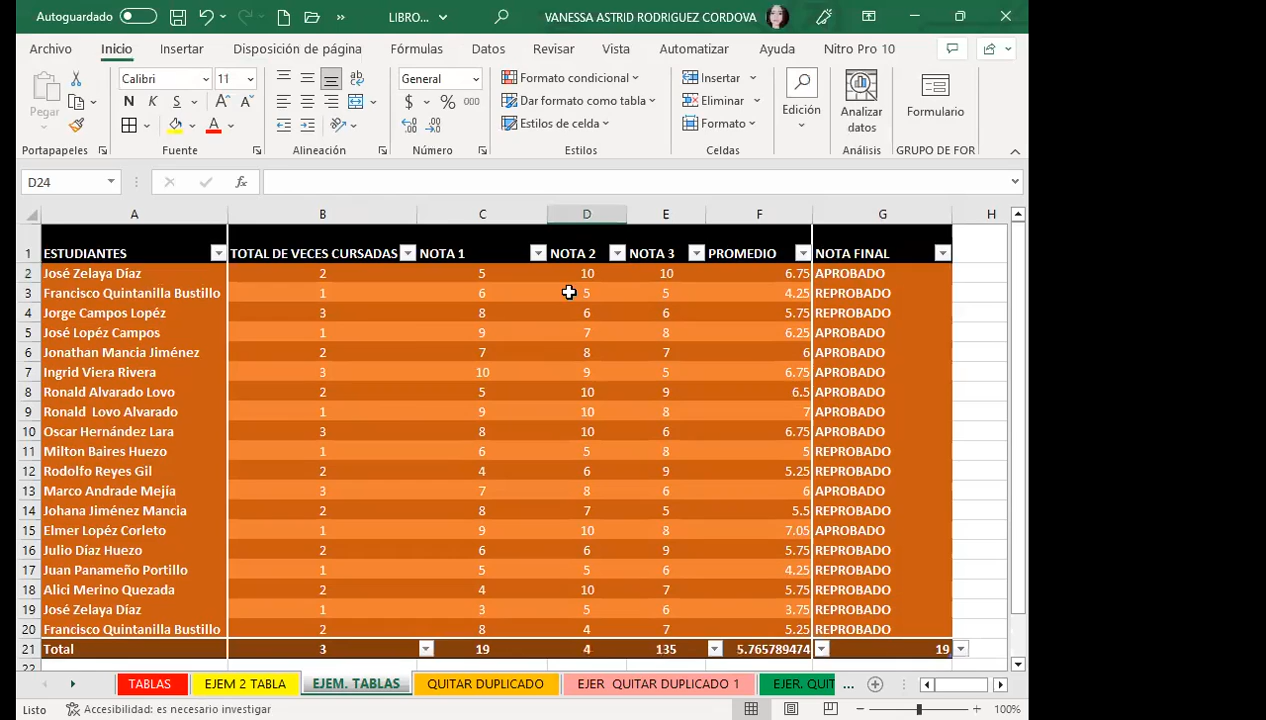 Autoguardado LIBRO... VANESSA ASTRID RODRIGUEZ CORDOVA
Archivo Inicio Insertar Disposición de página Fórmulas Datos Revisar Vista Automatizar Ayuda Nitro Pro 10
Pegar Calibri 11 General Formato condicional Insertar Edición Analizar datos Formulario
N K S $ % 000 Dar formato como tabla Eliminar
Estilos de celda Formato
Portapapeles Fuente Alineación Número Estilos Celdas Análisis GRUPO DE FOR
D24 fx
A B C D E F G H
1 ESTUDIANTES TOTAL DE VECES CURSADAS NOTA 1 NOTA 2 NOTA 3 PROMEDIO NOTA FINAL
2 José Zelaya Díaz 2 5 10 10 6.75 APROBADO
3 Francisco Quintanilla Bustillo 1 6 5 5 4.25 REPROBADO
4 Jorge Campos Lopéz 3 8 6 6 5.75 REPROBADO
5 José Lopéz Campos 1 9 7 8 6.25 APROBADO
6 Jonathan Mancia Jiménez 2 7 8 7 6 APROBADO
7 Ingrid Viera Rivera 3 10 9 5 6.75 APROBADO
8 Ronald Alvarado Lovo 2 5 10 9 6.5 APROBADO
9 Ronald Lovo Alvarado 1 9 10 8 7 APROBADO
10 Oscar Hernández Lara 3 8 10 6 6.75 APROBADO
11 Milton Baires Huezo 1 6 5 8 5 REPROBADO
12 Rodolfo Reyes Gil 2 4 6 9 5.25 REPROBADO
13 Marco Andrade Mejía 3 7 8 6 6 APROBADO
14 Johana Jiménez Mancia 2 8 7 5 5.5 REPROBADO
15 Elmer Lopéz Corleto 1 9 10 8 7.05 APROBADO
16 Julio Díaz Huezo 2 6 6 9 5.75 REPROBADO
17 Juan Panameño Portillo 1 5 5 6 4.25 REPROBADO
18 Alici Merino Quezada 2 4 10 7 5.75 REPROBADO
19 José Zelaya Díaz 1 3 5 6 3.75 REPROBADO
20 Francisco Quintanilla Bustillo 2 8 4 7 5.25 REPROBADO
21 Total 3 19 4 135 5.765789474 19
22
TABLAS EJEM 2 TABLA EJEM. TABLAS QUITAR DUPLICADO EJER QUITAR DUPLICADO 1 EJER. QUIT ...
Listo Accesibilidad: es necesario investigar 100%